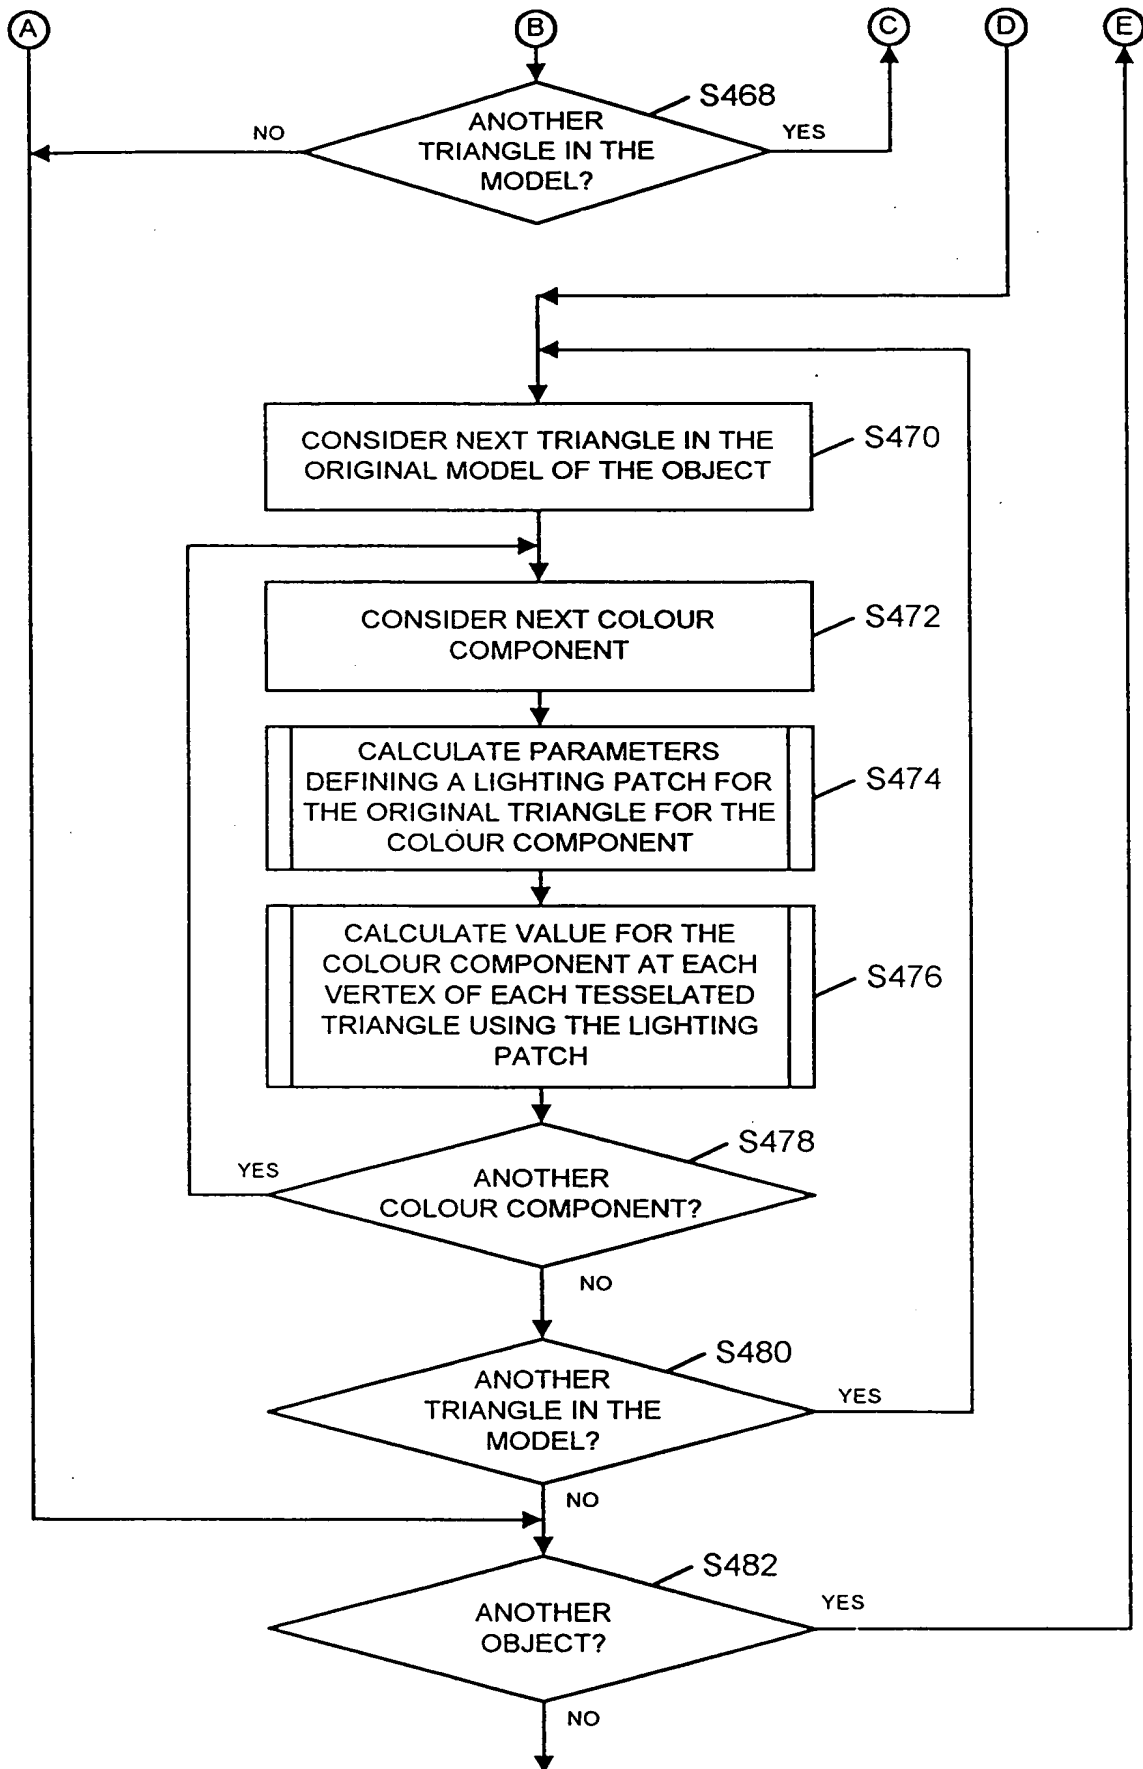 A
B
C
D
E
S468
ANOTHER
TRIANGLE IN THE
MODEL?
NO
YES
CONSIDER NEXT TRIANGLE IN THE
ORIGINAL MODEL OF THE OBJECT
S470
CONSIDER NEXT COLOUR
COMPONENT
S472
CALCULATE PARAMETERS
DEFINING A LIGHTING PATCH FOR
THE ORIGINAL TRIANGLE FOR THE
COLOUR COMPONENT
S474
CALCULATE VALUE FOR THE
COLOUR COMPONENT AT EACH
VERTEX OF EACH TESSELATED
TRIANGLE USING THE LIGHTING
PATCH
S476
S478
YES
ANOTHER
COLOUR COMPONENT?
NO
S480
ANOTHER
TRIANGLE IN THE
MODEL?
YES
NO
S482
ANOTHER
OBJECT?
YES
NO